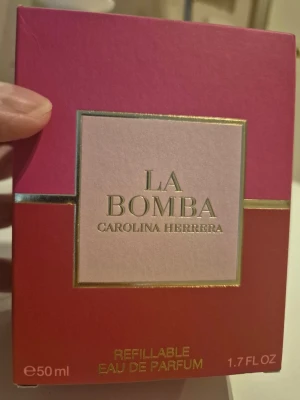 LA
BOMBA
CAROLINA HERRERA
REFILLABLE
EAU DE PARFUM
℮50 ml
1.7 FL OZ